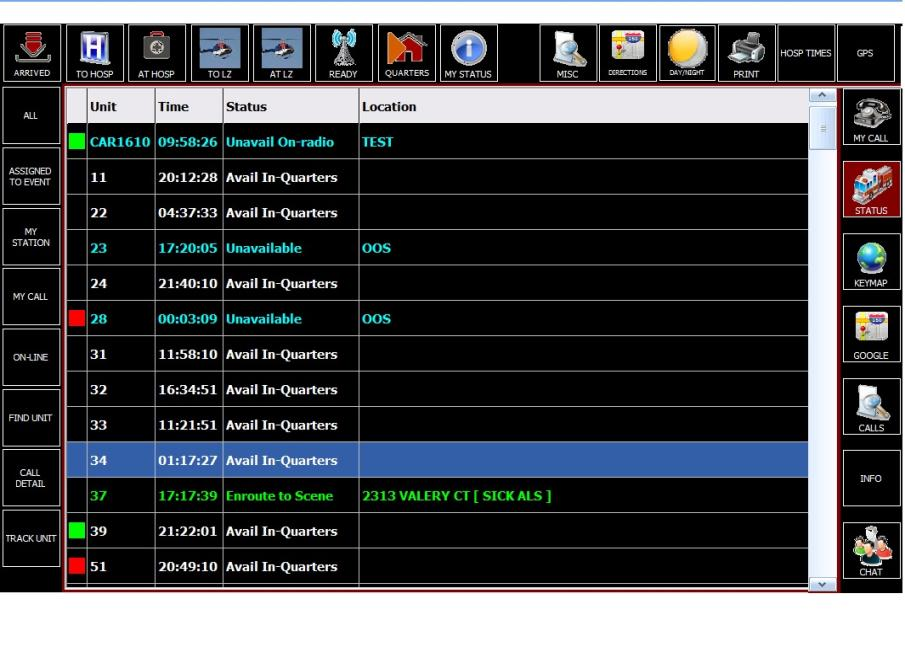 ARRIVED
TO HOSP
AT HOSP
TO LZ
AT LZ
READY
QUARTERS
MY STATUS
MISC
DIRECTIONS
DAY/NIGHT
PRINT
HOSP TIMES
GPS
ALL
ASSIGNED
TO EVENT
MY
STATION
MY CALL
ON-LINE
FIND UNIT
CALL
DETAIL
TRACK UNIT
Unit Time Status Location
CAR1610 09:58:26 Unavail On-radio TEST
11 20:12:28 Avail In-Quarters
22 04:37:33 Avail In-Quarters
23 17:20:05 Unavailable OOS
24 21:40:10 Avail In-Quarters
28 00:03:09 Unavailable OOS
31 11:58:10 Avail In-Quarters
32 16:34:51 Avail In-Quarters
33 11:21:51 Avail In-Quarters
34 01:17:27 Avail In-Quarters
37 17:17:39 Enroute to Scene 2313 VALERY CT [ SICK ALS ]
39 21:22:01 Avail In-Quarters
51 20:49:10 Avail In-Quarters
MY CALL
STATUS
KEYMAP
GOOGLE
CALLS
INFO
CHAT